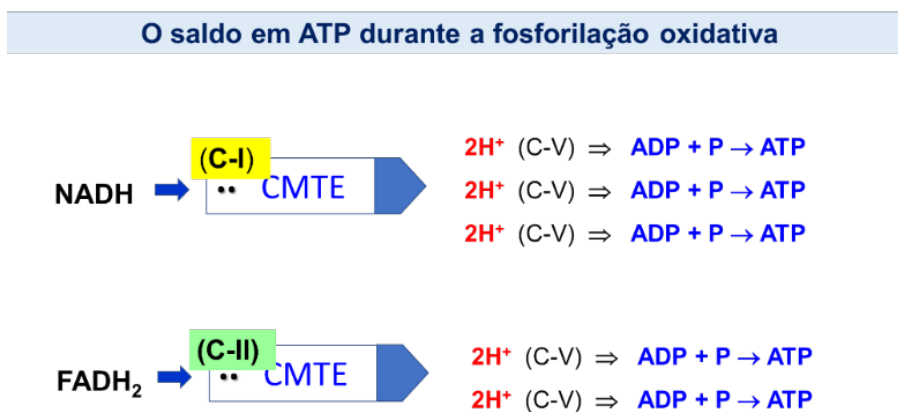 O saldo em ATP durante a fosforilação oxidativa
(C-I)
NADH
•• CMTE
2H⁺ (C-V) ⇒ ADP + P → ATP
2H⁺ (C-V) ⇒ ADP + P → ATP
2H⁺ (C-V) ⇒ ADP + P → ATP
(C-II)
FADH₂
•• CMTE
2H⁺ (C-V) ⇒ ADP + P → ATP
2H⁺ (C-V) ⇒ ADP + P → ATP